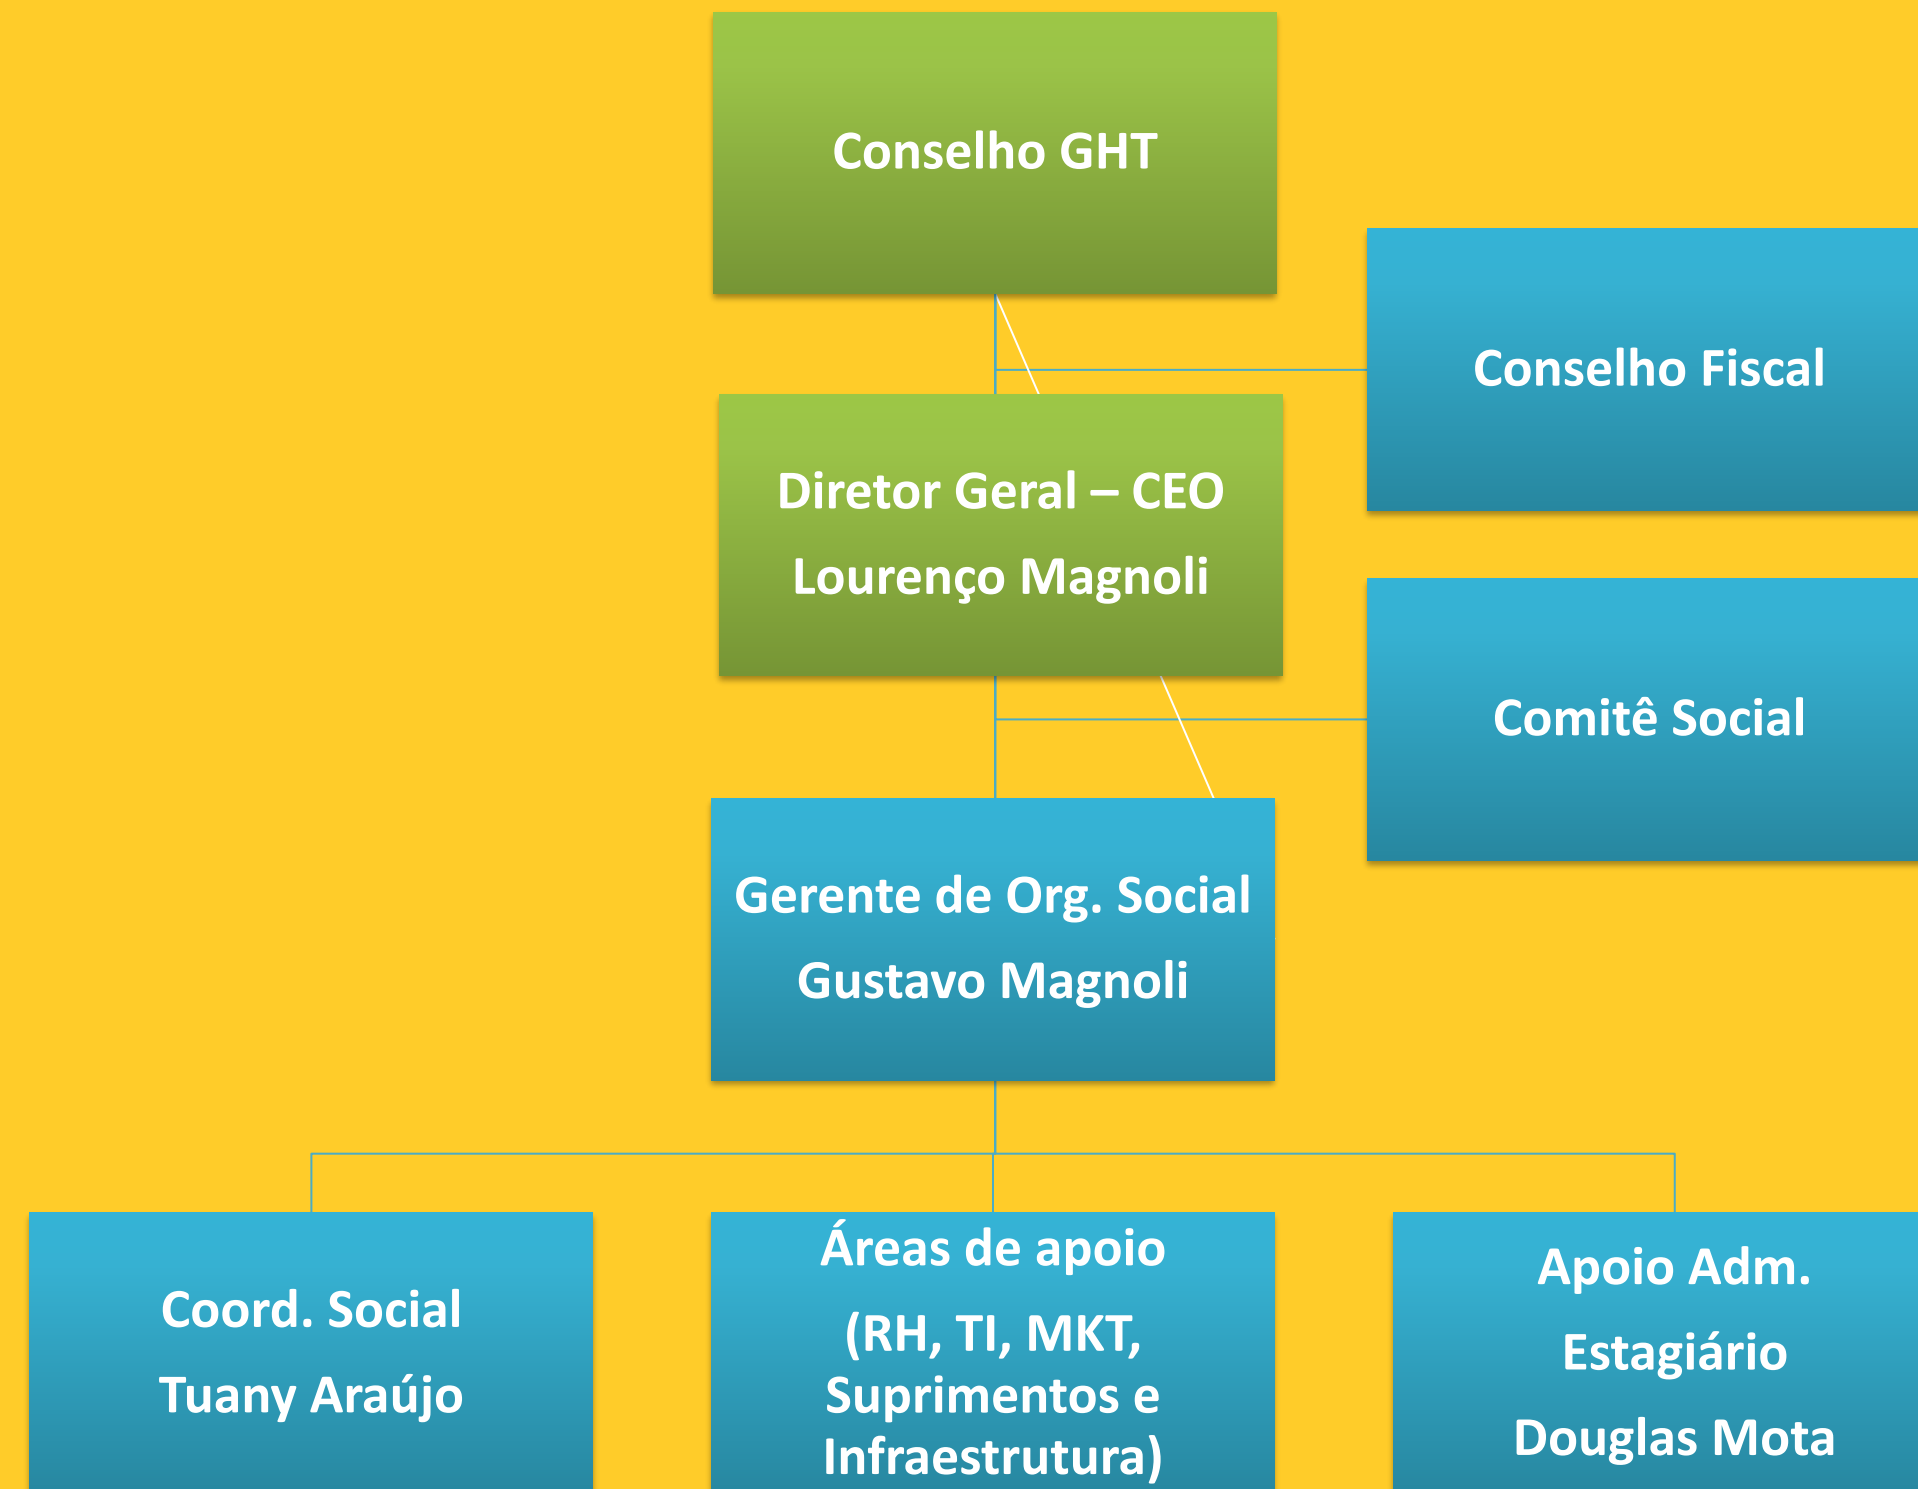 Conselho GHT
Conselho Fiscal
Diretor Geral – CEO
Lourenço Magnoli
Comitê Social
Gerente de Org. Social
Gustavo Magnoli
Coord. Social
Tuany Araújo
Áreas de apoio
(RH, TI, MKT,
Suprimentos e
Infraestrutura)
Apoio Adm.
Estagiário
Douglas Mota